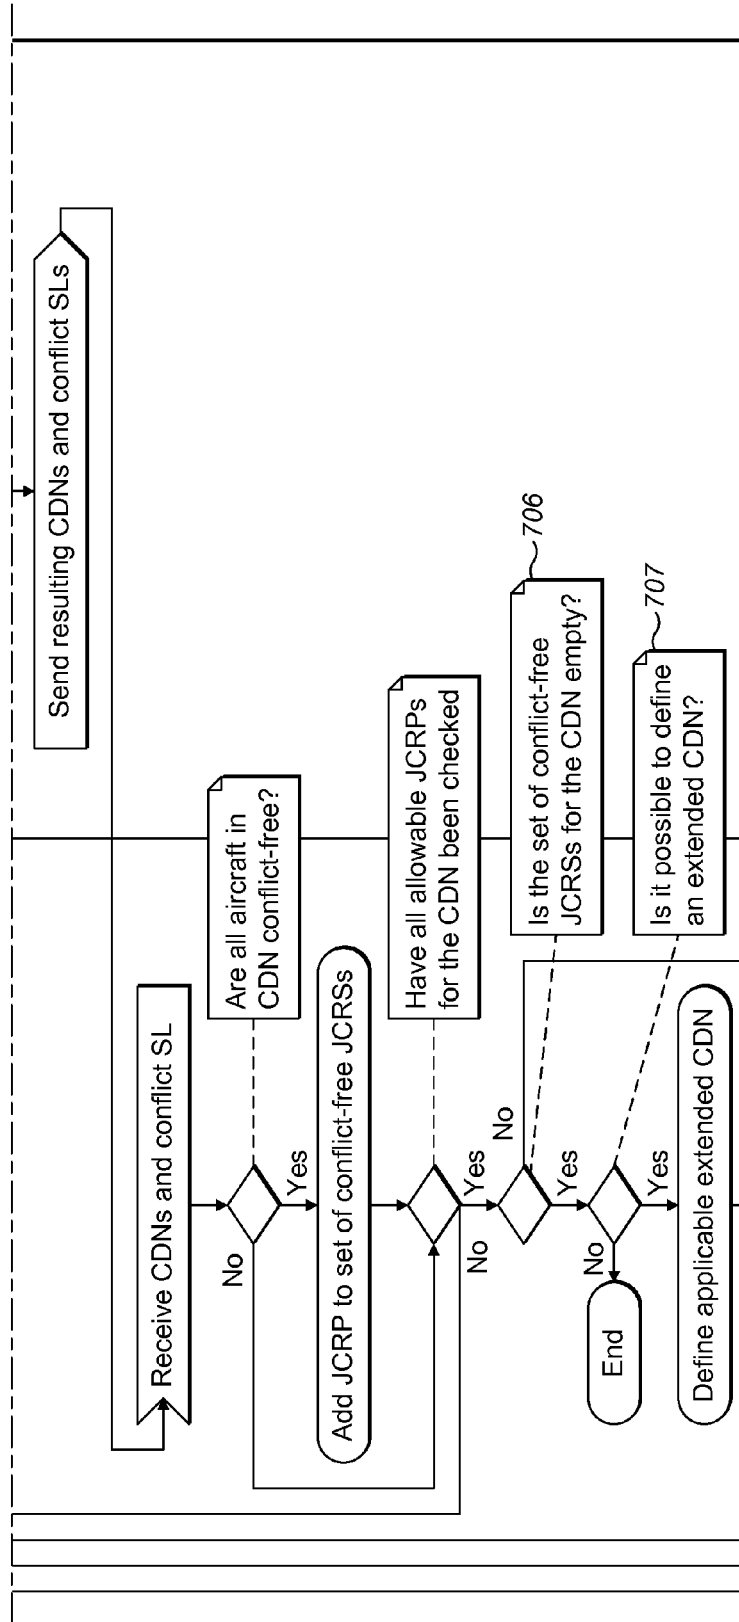 Send resulting CDNs and conflict SLs
Receive CDNs and conflict SL
Are all aircraft in
CDN conflict-free?
No
Yes
Add JCRP to set of conflict-free JCRSs
Have all allowable JCRPs
for the CDN been checked
Yes
No
706
Is the set of conflict-free
JCRSs for the CDN empty?
No
Yes
707
Is it possible to define
an extended CDN?
No
Yes
End
Define applicable extended CDN